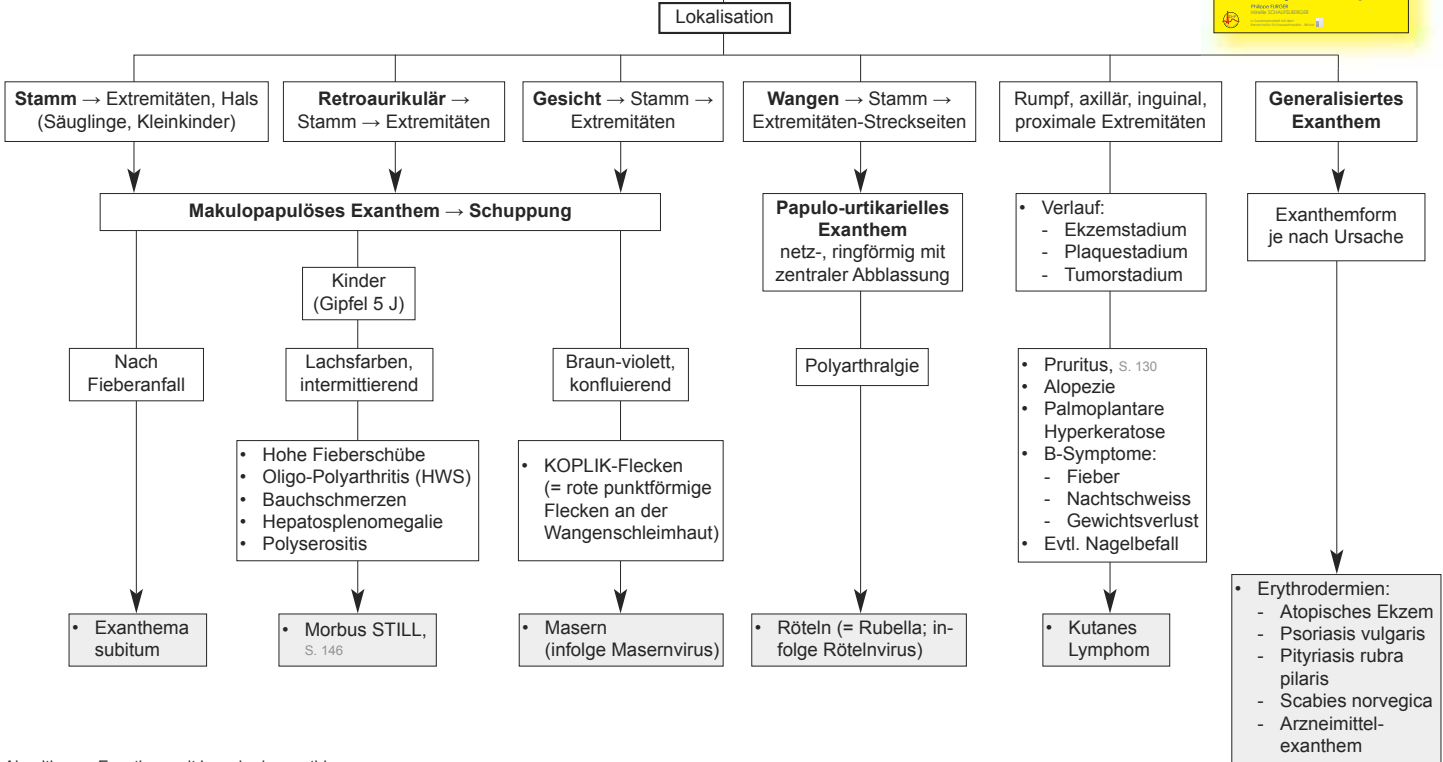 Lokalisation
Philippe FURGER
Stamm → Extremitäten, Hals
(Säuglinge, Kleinkinder)
Retroaurikulär →
Stamm → Extremitäten
Gesicht → Stamm →
Extremitäten
Wangen → Stamm →
Extremitäten-Streckseiten
Rumpf, axillär, inguinal,
proximale Extremitäten
Generalisiertes
Exanthem
Makulopapulöses Exanthem → Schuppung
Papulo-urtikarielles
Exanthem
netz-, ringförmig mit
zentraler Abblassung
• Verlauf:
- Ekzemstadium
- Plaquestadium
- Tumorstadium
Exanthemform
je nach Ursache
Kinder
(Gipfel 5 J)
Nach
Fieberanfall
Lachsfarben,
intermittierend
Braun-violett,
konfluierend
Polyarthralgie
• Pruritus, S. 130
• Alopezie
• Palmoplantare
Hyperkeratose
• B-Symptome:
- Fieber
- Nachtschweiss
- Gewichtsverlust
• Evtl. Nagelbefall
• Hohe Fieberschübe
• Oligo-Polyarthritis (HWS)
• Bauchschmerzen
• Hepatosplenomegalie
• Polyserositis
• KOPLIK-Flecken
(= rote punktförmige
Flecken an der
Wangenschleimhaut)
• Exanthema
subitum
• Morbus STILL,
S. 146
• Masern
(infolge Masernvirus)
• Röteln (= Rubella; in-
folge Rötelnvirus)
• Kutanes
Lymphom
• Erythrodermien:
- Atopisches Ekzem
- Psoriasis vulgaris
- Pityriasis rubra
pilaris
- Scabies norvegica
- Arzneimittel-
exanthem